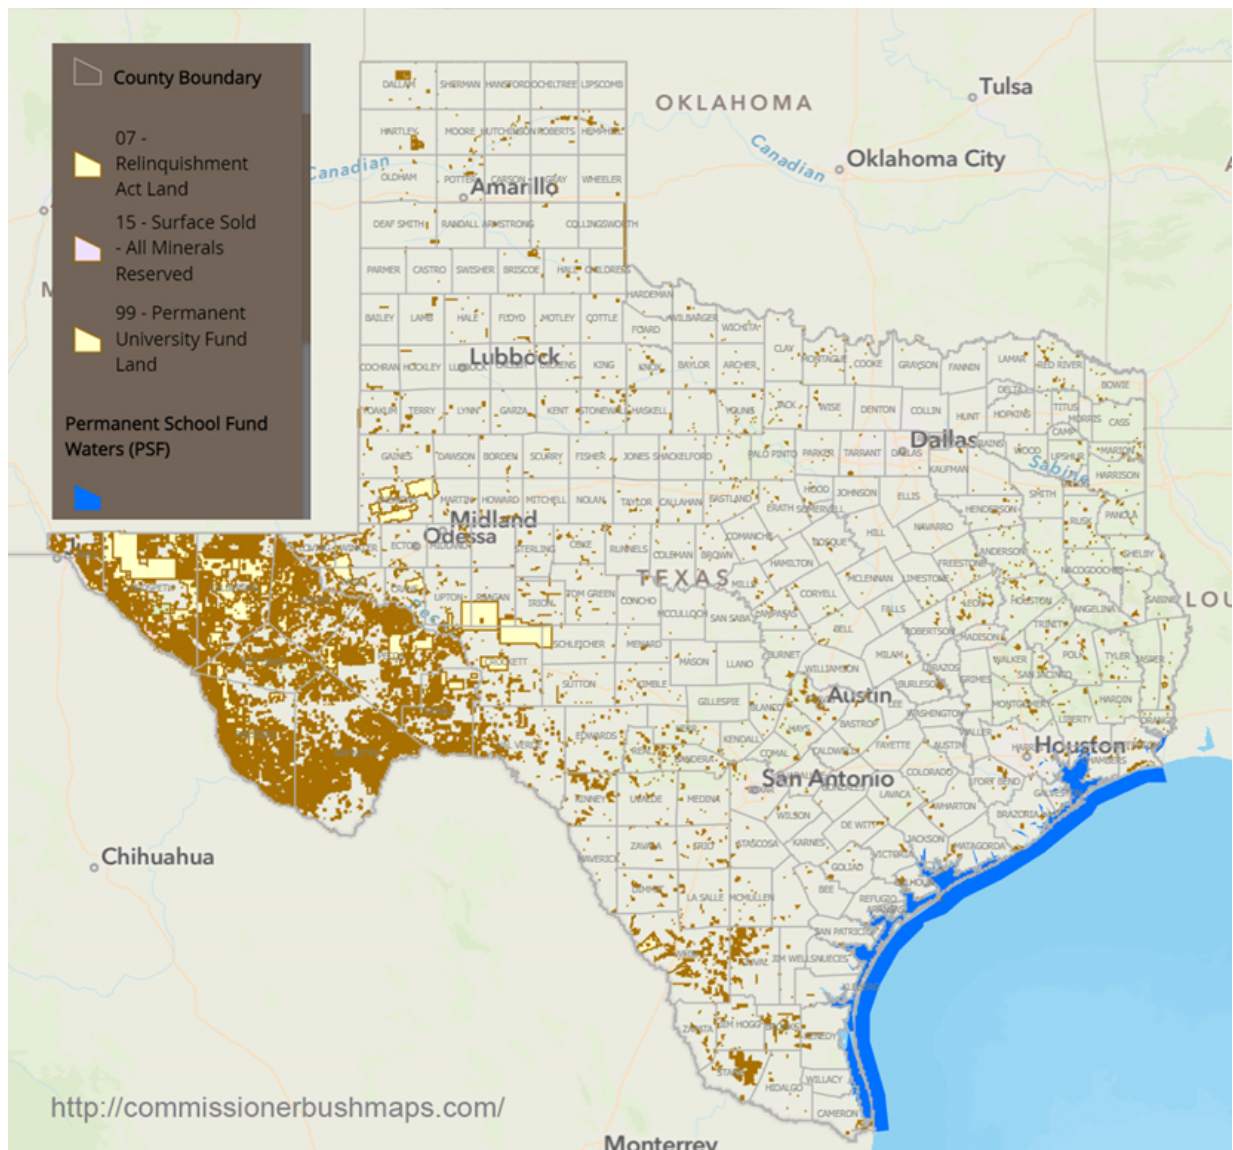 County Boundary
07 -
Relinquishment
Act Land
15 - Surface Sold
- All Minerals
Reserved
99 - Permanent
University Fund
Land
Permanent School Fund
Waters (PSF)
OKLAHOMA
Tulsa
Canadian
Canadian
Oklahoma City
Amarillo
DALLAM SHERMAN HANSFORD OCHILTREE LIPSCOMB
HARTLEY MOORE HUTCHINSON ROBERTS HEMPHILL
OLDHAM POTTER CARSON GRAY WHEELER
DEAF SMITH RANDALL ARMSTRONG COLLINGSWORTH
PARMER CASTRO SWISHER BRISCOE HALL CHILDRESS
HARDEMAN
BAILEY LAMB HALE FLOYD MOTLEY COTTLE
FOARD WILBARGER WICHITA
CLAY MONTAGUE COOKE GRAYSON FANNIN LAMAR RED RIVER
BOWIE
Lubbock
COCHRAN HOCKLEY KING KNOX BAYLOR ARCHER
DELTA
YOAKUM TERRY LYNN GARZA KENT STONEWALL HASKELL YOUNG JACK WISE DENTON COLLIN HUNT HOPKINS TITUS
MORRIS CASS
CAMP
Dallas
GAINES DAWSON BORDEN SCURRY FISHER JONES SHACKELFORD PALO PINTO PARKER TARRANT DALLAS
RAINS WOOD UPSHUR MARION
KAUFMAN
Sabine
HARRISON
MARTIN HOWARD MITCHELL NOLAN TAYLOR CALLAHAN EASTLAND
HOOD JOHNSON ELLIS
ERATH SOMERVELL
HENDERSON SMITH
RUSK PANOLA
Midland
Odessa
ECTOR MIDLAND
STERLING COKE RUNNELS COLEMAN BROWN
COMANCHE
BOSQUE HILL NAVARRO
HAMILTON
ANDERSON
SHELBY
NACOGDOCHES
FREESTONE
TEXAS
MILLS
MCLENNAN LIMESTONE
UPTON REAGAN IRION TOM GREEN CONCHO
MCCULLOCH SAN SABA LAMPASAS
CORYELL
FALLS
LEON HOUSTON
ANGELINA
SABINE
LOU
BELL
ROBERTSON MADISON
TRINITY
SCHLEICHER MENARD
CROCKETT
MASON LLANO
BURNET
WILLIAMSON
MILAM
BRAZOS
GRIMES
WALKER
POLK TYLER JASPER
SAN JACINTO
SUTTON KIMBLE
GILLESPIE
BLANCO
Austin
BURLESON
LEE
WASHINGTON
MONTGOMERY
HARDIN
LIBERTY
ORANGE
VAL VERDE EDWARDS
REAL
KERR
BANDERA
KENDALL
HAYS
COMAL
BASTROP
CALDWELL
FAYETTE
AUSTIN
WALLER
Houston
CHAMBERS
KINNEY UVALDE MEDINA
San Antonio
COLORADO
FORT BEND
GALVESTON
LAVACA
WHARTON
BRAZORIA
WILSON
DE WITT
MAVERICK
ZAVALA FRIO ATASCOSA KARNES
JACKSON
MATAGORDA
VICTORIA
GOLIAD
DIMMIT
LA SALLE MCMULLEN
BEE
CALHOUN
REFUGIO
ARANSAS
SAN PATRICIO
DUVAL JIM WELLS NUECES
KLEBERG
ZAPATA JIM HOGG BROOKS KENEDY
STARR
HIDALGO
WILLACY
CAMERON
Chihuahua
http://commissionerbushmaps.com/
Monterrey